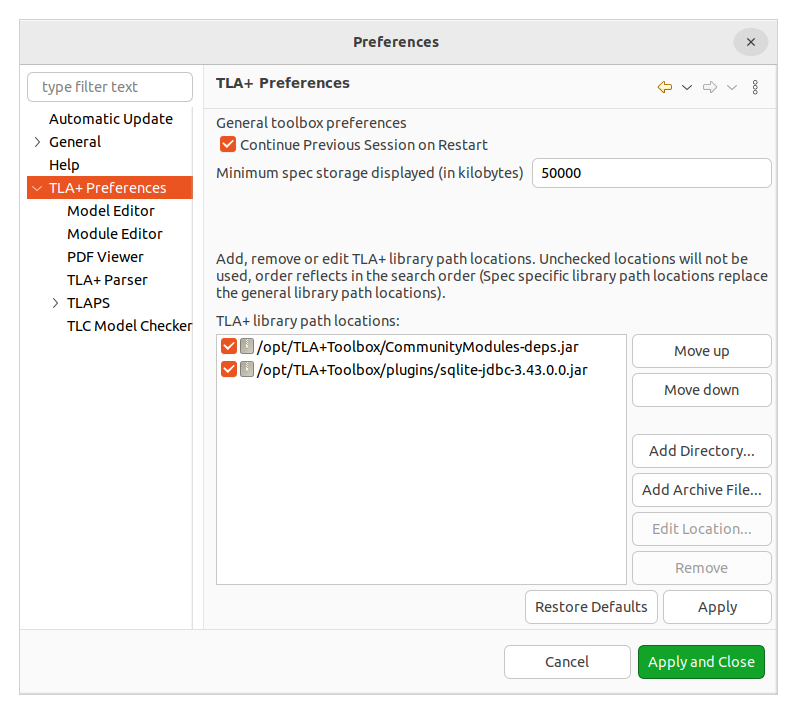 Preferences
type filter text
Automatic Update
General
Help
TLA+ Preferences
Model Editor
Module Editor
PDF Viewer
TLA+ Parser
TLAPS
TLC Model Checker
TLA+ Preferences
General toolbox preferences
Continue Previous Session on Restart
Minimum spec storage displayed (in kilobytes) 50000
Add, remove or edit TLA+ library path locations. Unchecked locations will not be
used, order reflects in the search order (Spec specific library path locations replace
the general library path locations).
TLA+ library path locations:
/opt/TLA+Toolbox/CommunityModules-deps.jar
/opt/TLA+Toolbox/plugins/sqlite-jdbc-3.43.0.0.jar
Move up
Move down
Add Directory...
Add Archive File...
Edit Location...
Remove
Restore Defaults
Apply
Cancel
Apply and Close